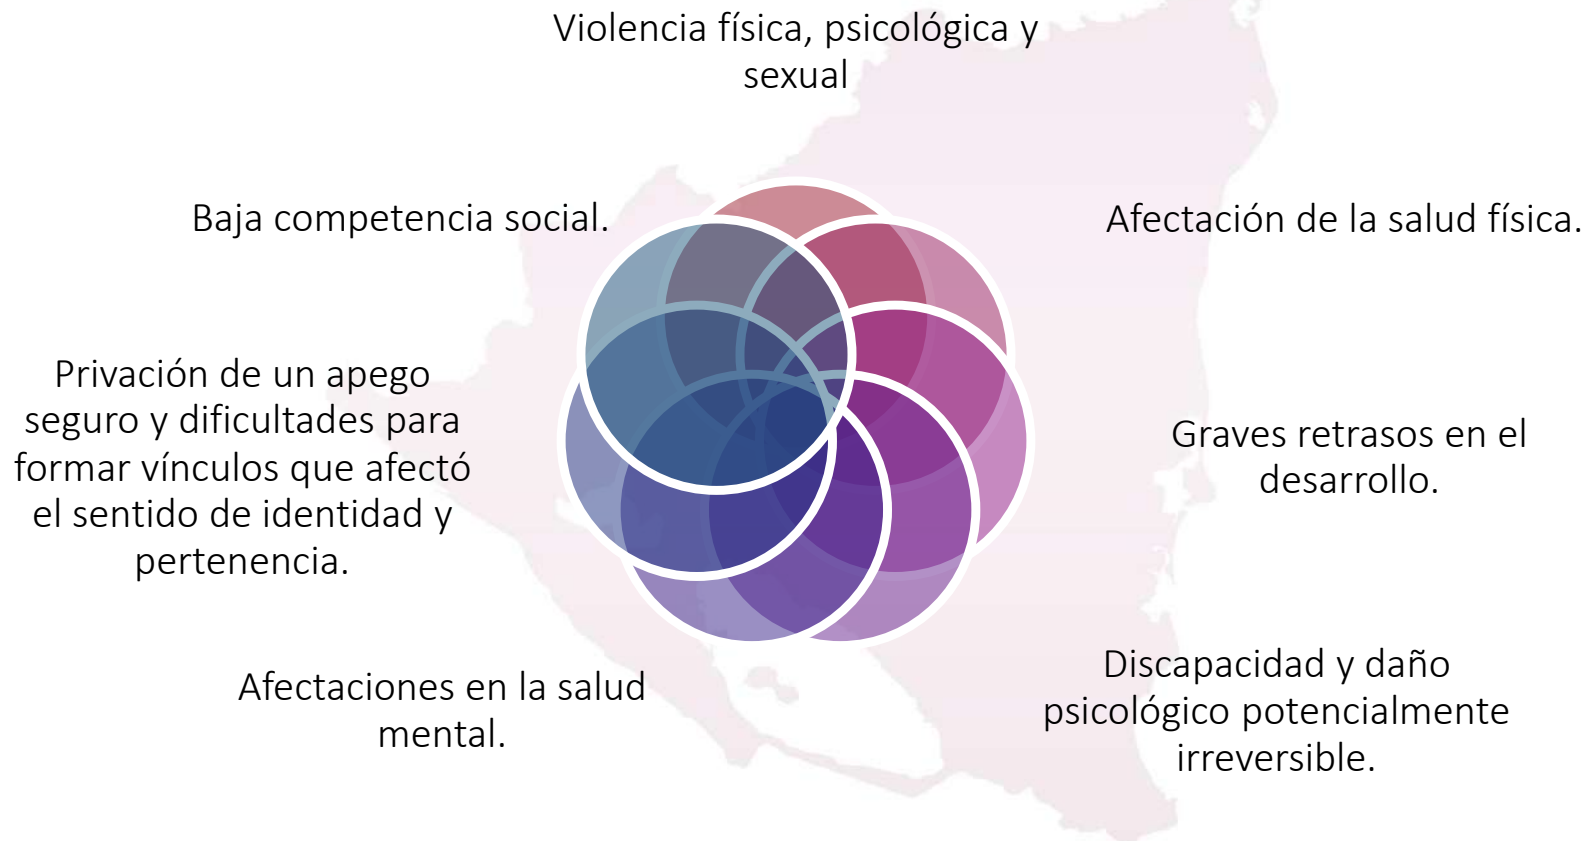 Violencia física, psicológica y
sexual
Baja competencia social.
Afectación de la salud física.
Privación de un apego
seguro y dificultades para
formar vínculos que afectó
el sentido de identidad y
pertenencia.
Graves retrasos en el
desarrollo.
Afectaciones en la salud
mental.
Discapacidad y daño
psicológico potencialmente
irreversible.